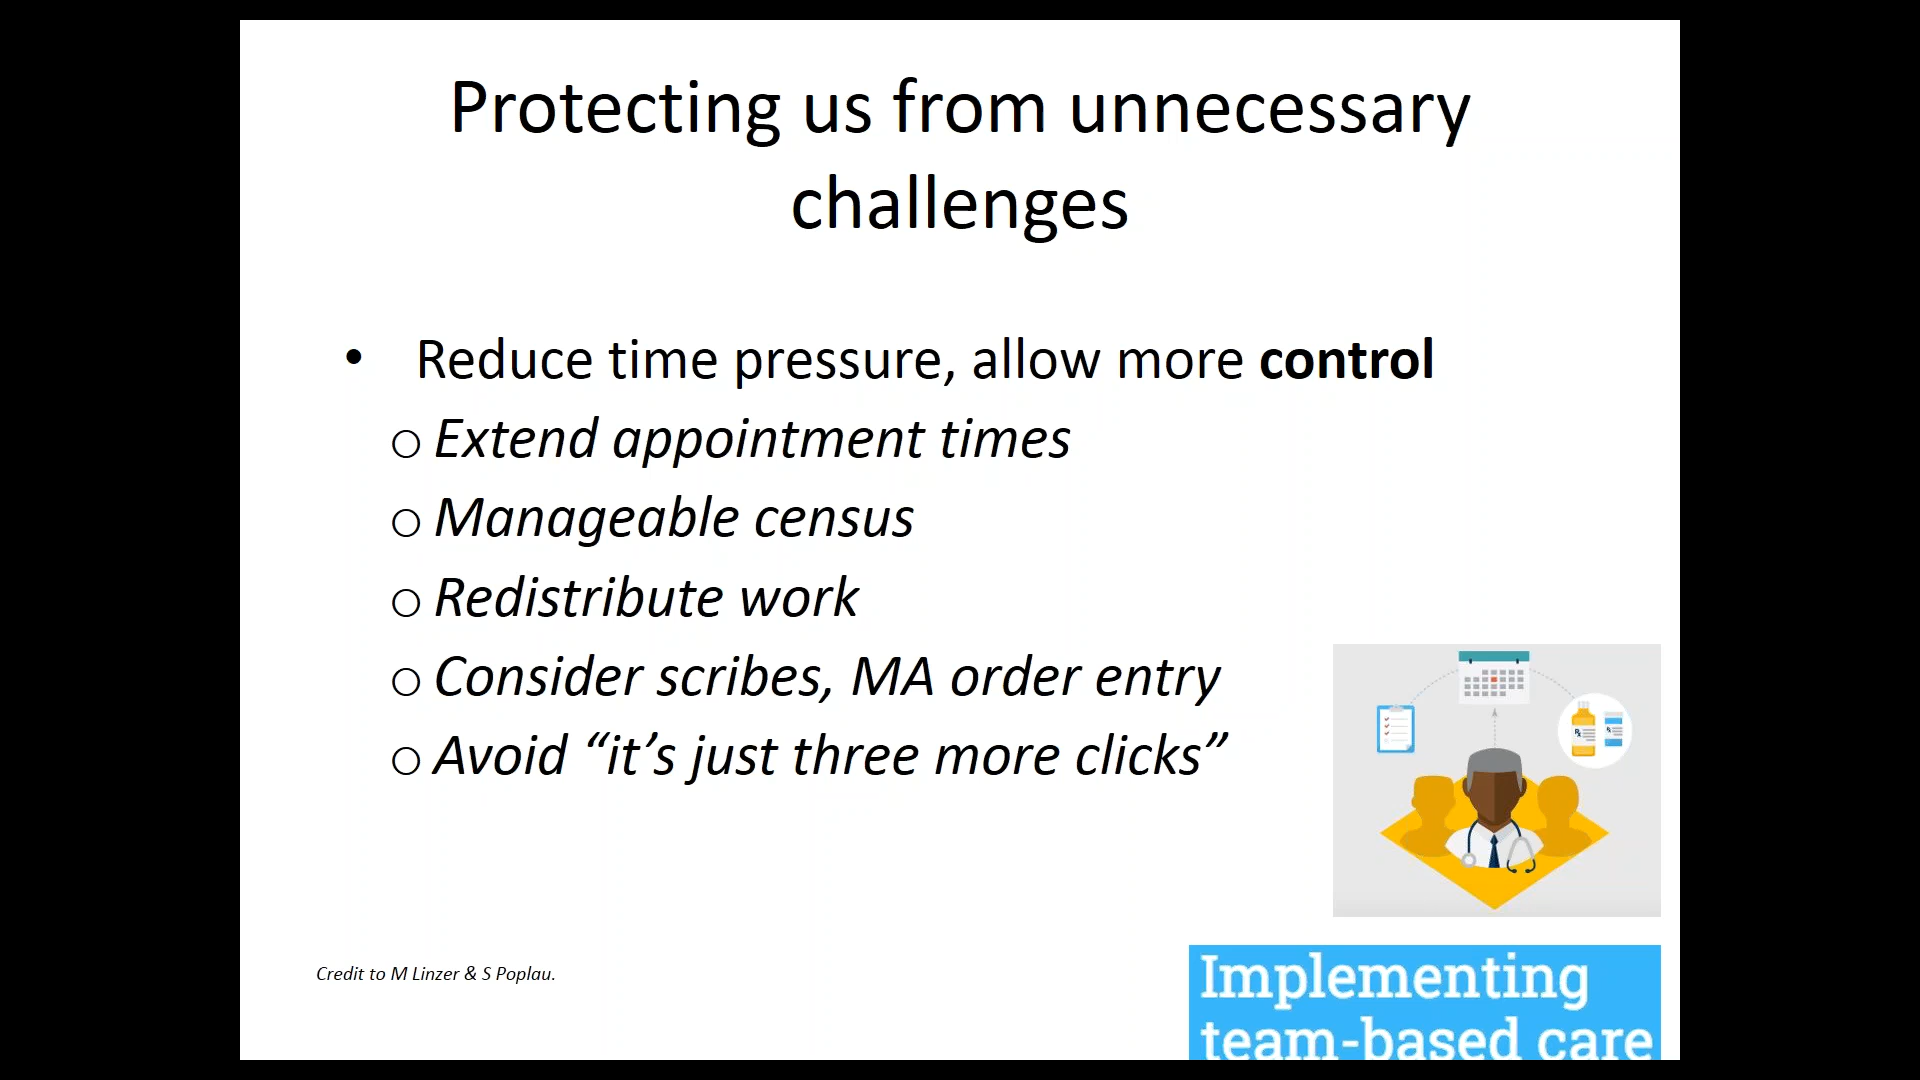 Protecting us from unnecessary
challenges
• Reduce time pressure, allow more control
o Extend appointment times
o Manageable census
o Redistribute work
o Consider scribes, MA order entry
o Avoid “it’s just three more clicks”
Credit to M Linzer & S Poplau.
Implementing
team-based care